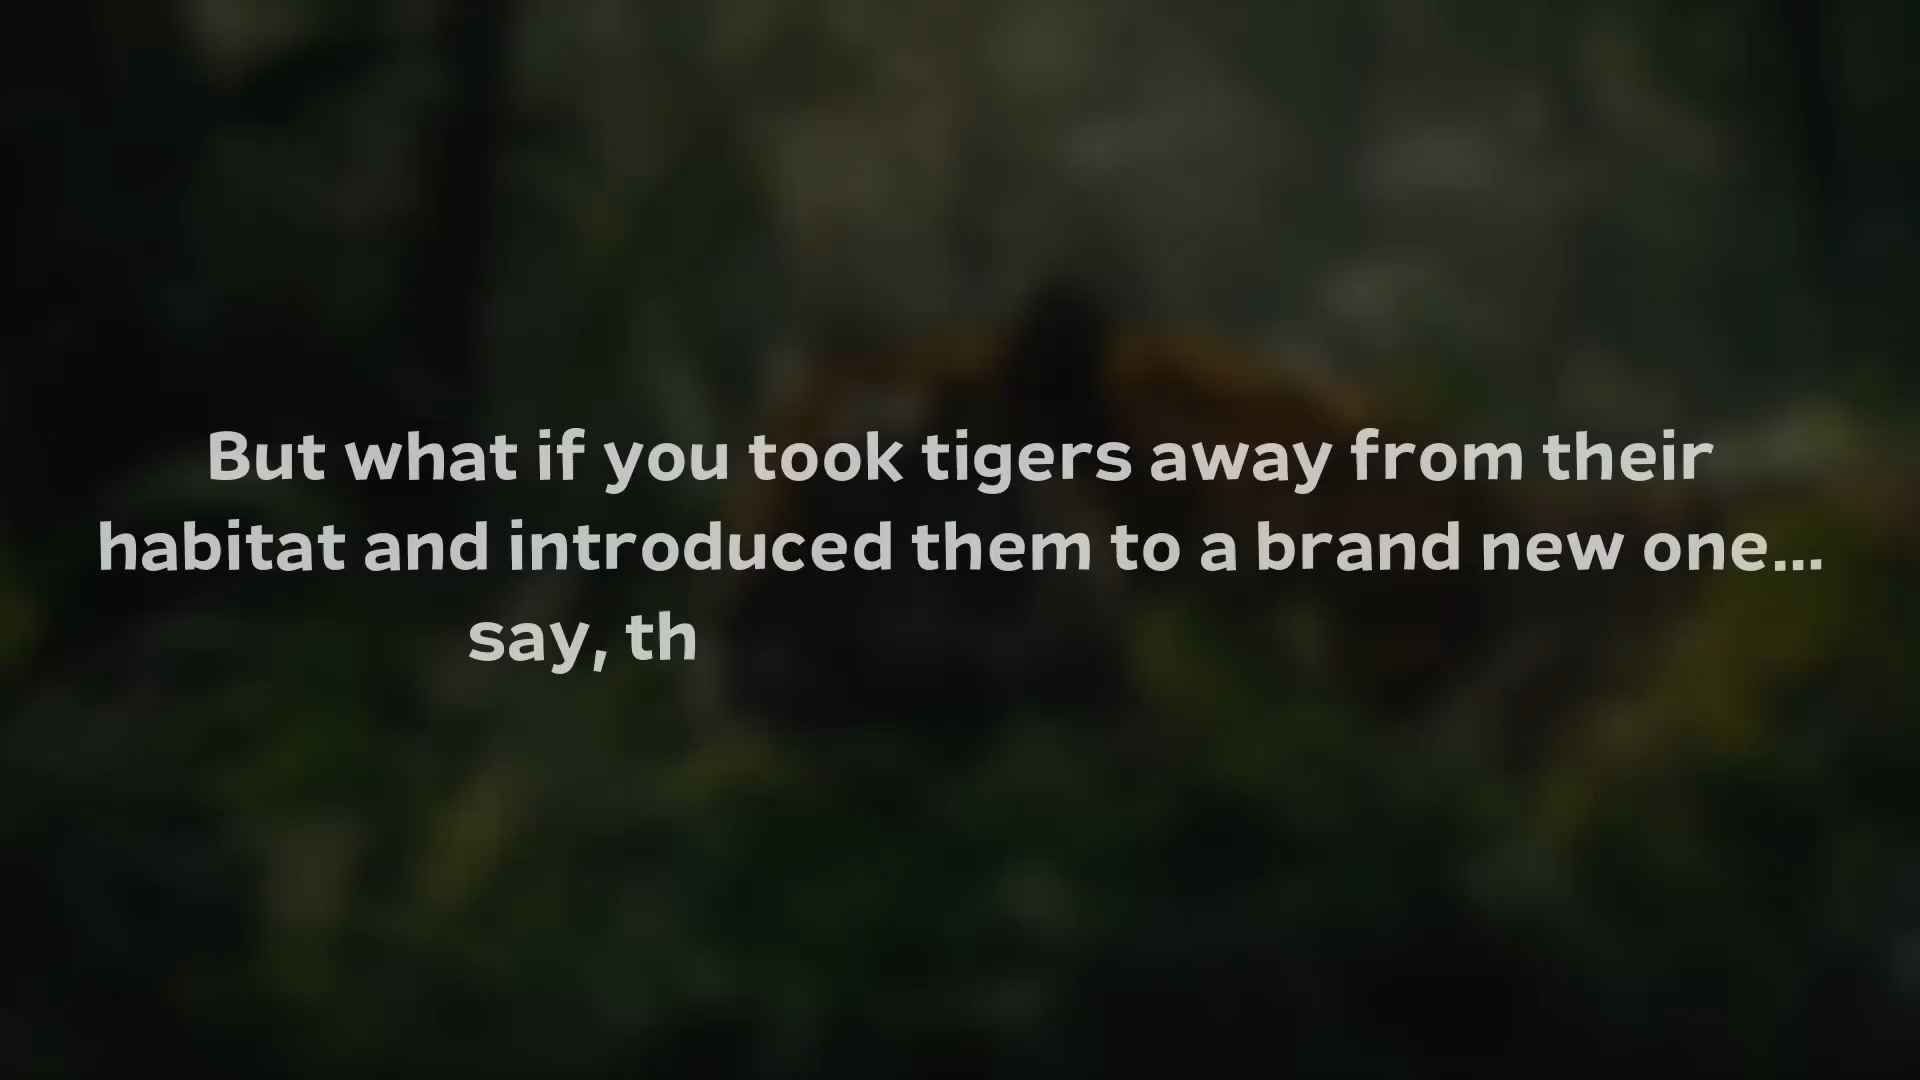 But what if you took tigers away from their
habitat and introduced them to a brand new one...
say, th